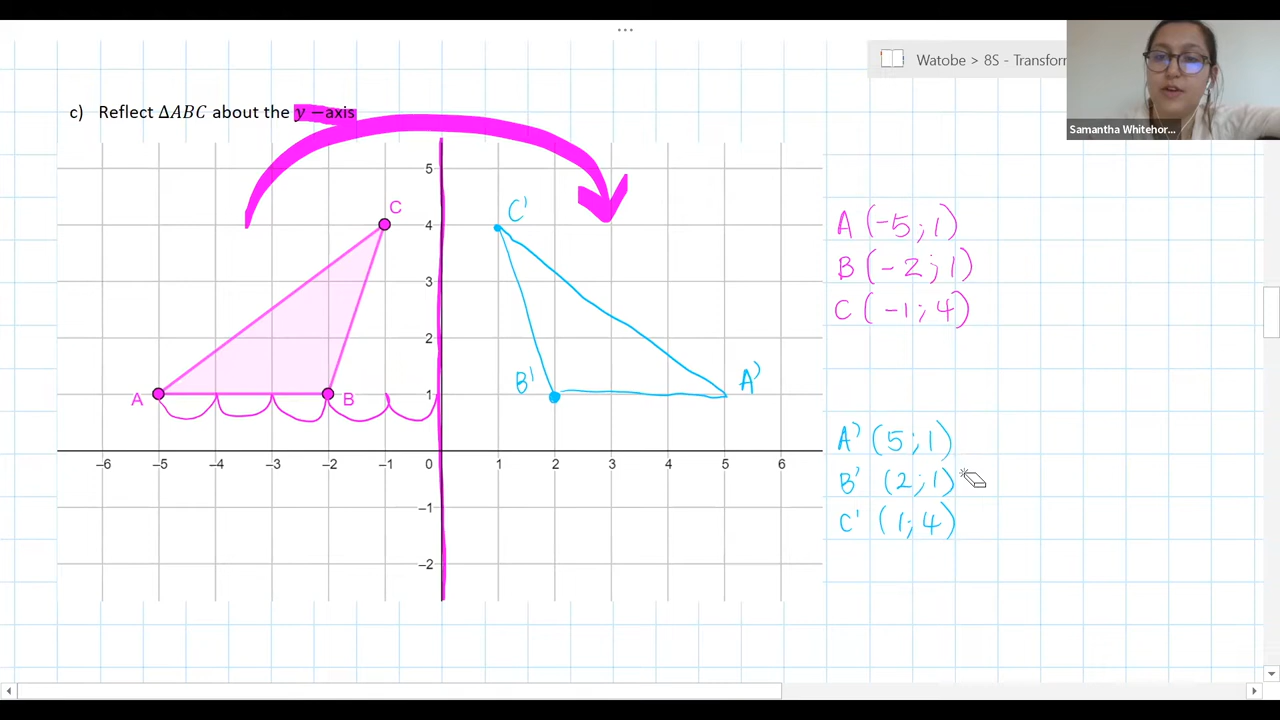 Watobe > 8S - Transfor
Samantha Whitehor...
c) Reflect ΔABC about the y −axis
5
C
C'
4
3
2
A
B
1
B'
A'
−6 −5 −4 −3 −2 −1 0 1 2 3 4 5 6
−1
−2
A (-5;1)
B (-2;1)
C (-1;4)
A' (5;1)
B' (2;1)
C' (1;4)